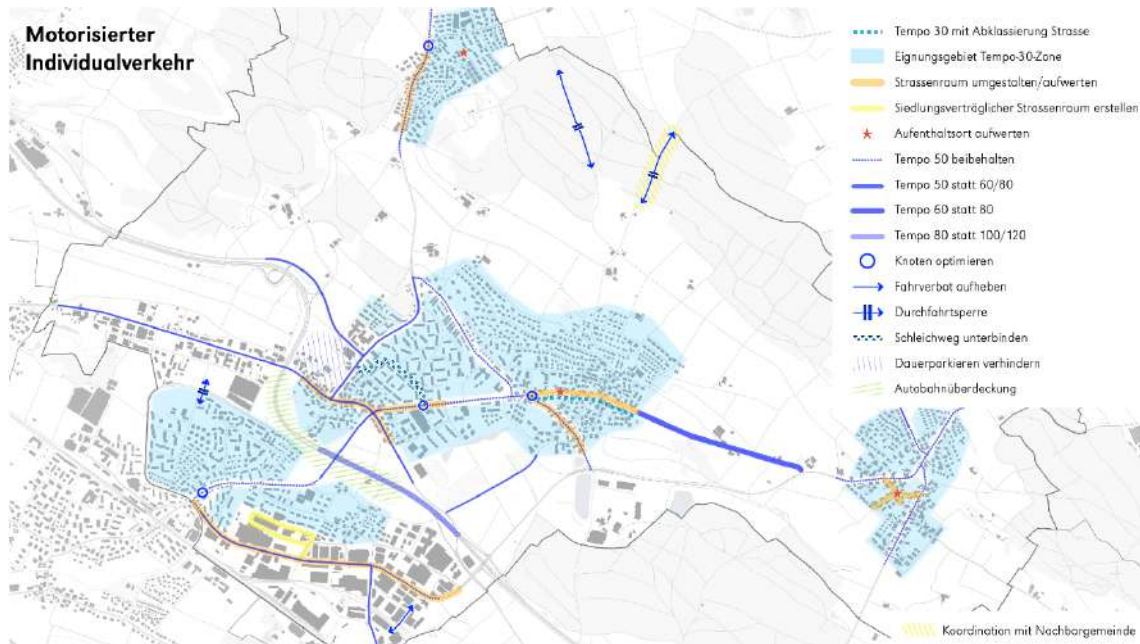 Motorisierter
Individualverkehr
Tempo 30 mit Abklassierung Strasse
Eignungsgebiet Tempo-30-Zone
Strassenraum umgestalten/aufwerten
Siedlungsverträglicher Strassenraum erstellen
Aufenthaltsort aufwerten
Tempo 50 beibehalten
Tempo 50 statt 60/80
Tempo 60 statt 80
Tempo 80 statt 100/120
Knoten optimieren
Fahrverbot aufheben
Durchfahrtsperre
Schleichweg unterbinden
Dauerparkieren verhindern
Autobahnüberdeckung
Koordination mit Nachbargemeinde